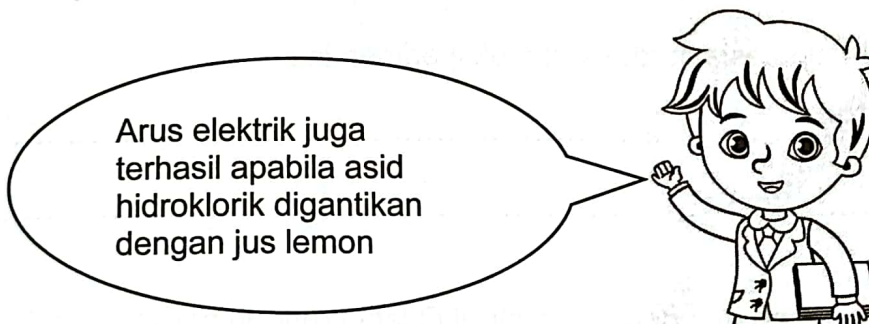 Arus elektrik juga
terhasil apabila asid
hidroklorik digantikan
dengan jus lemon